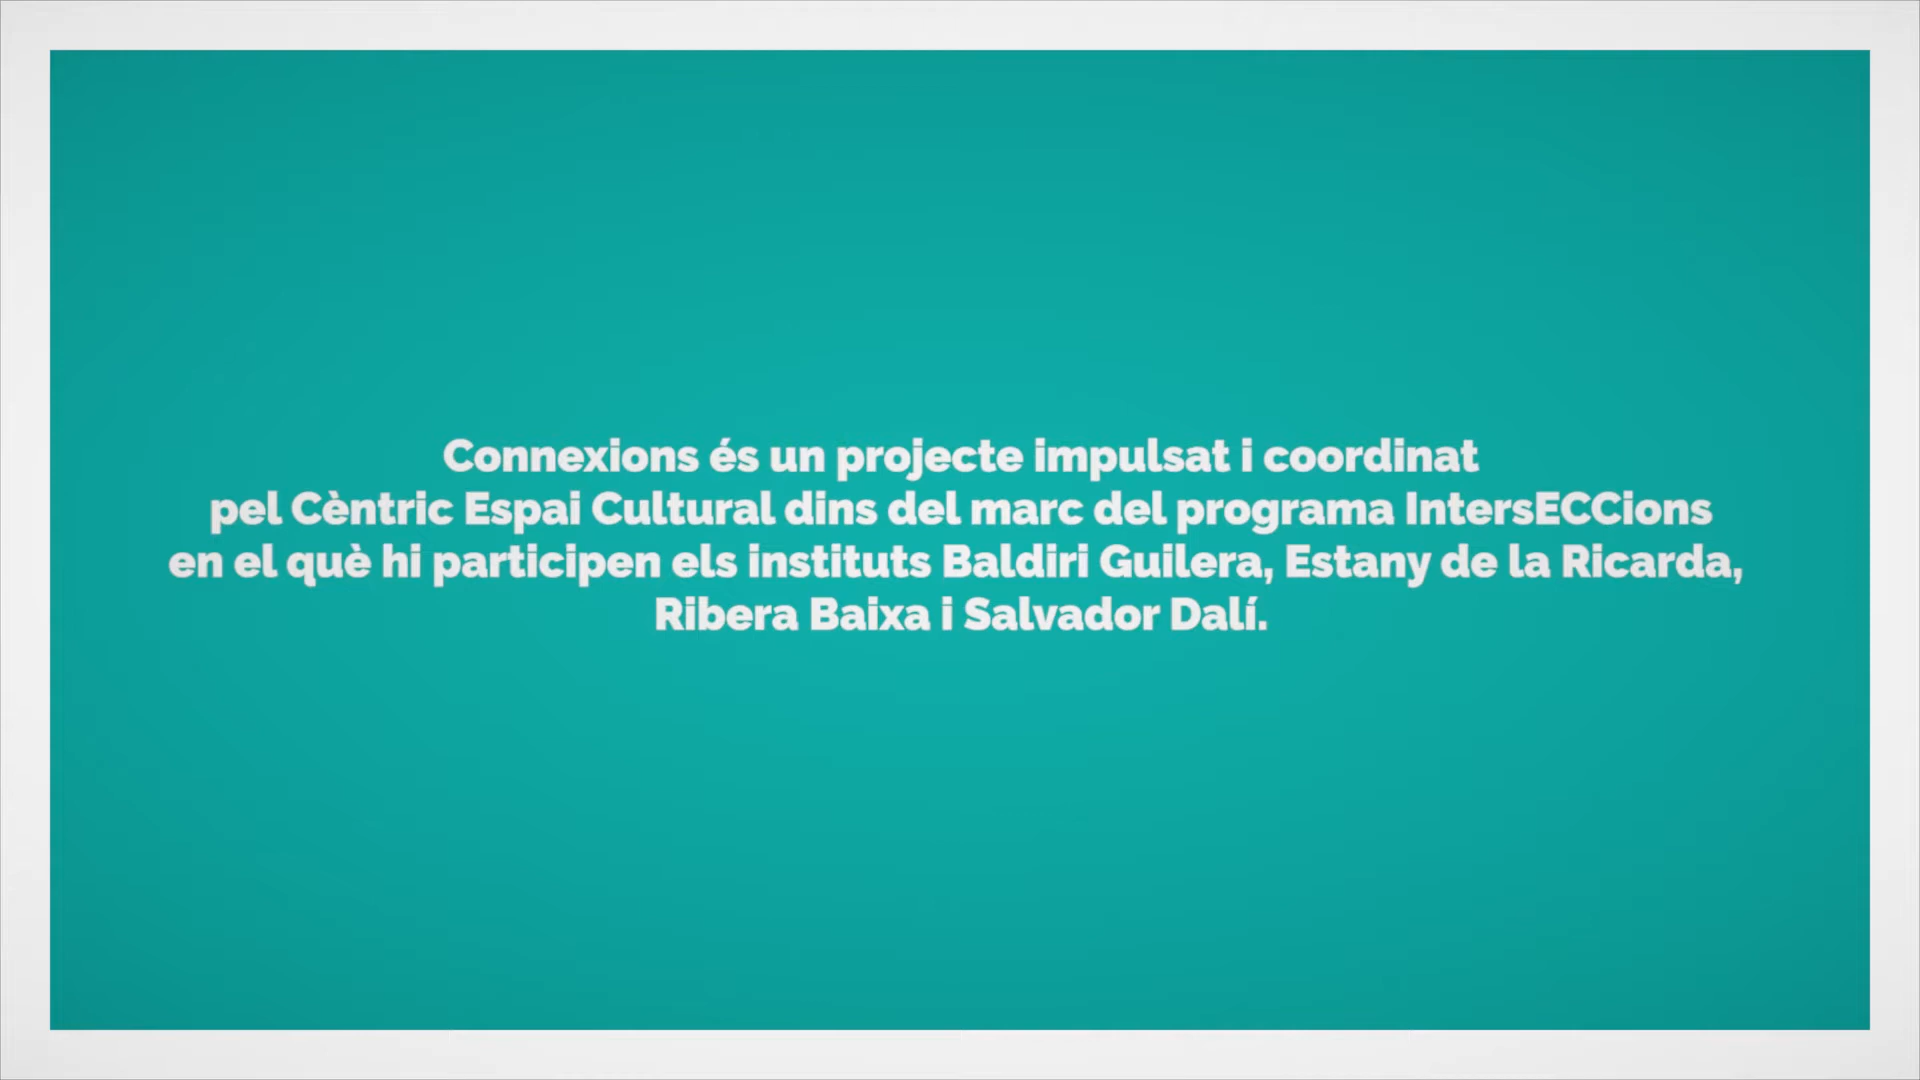 Connexions és un projecte impulsat i coordinat
pel Cèntric Espai Cultural dins del marc del programa IntersECCions
en el què hi participen els instituts Baldiri Guilera, Estany de la Ricarda,
Ribera Baixa i Salvador Dalí.